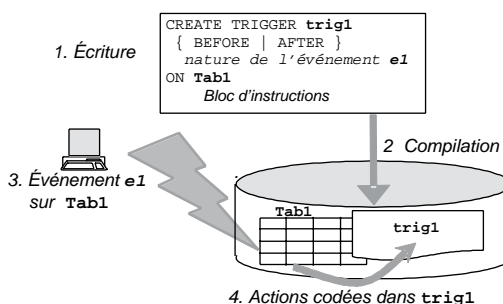 CREATE TRIGGER trig1
{ BEFORE | AFTER }
nature de l'événement e1
ON Tab1
Bloc d'instructions
1. Écriture
2 Compilation
3. Événement e1
sur Tab1
Tab1
trig1
4. Actions codées dans trig1